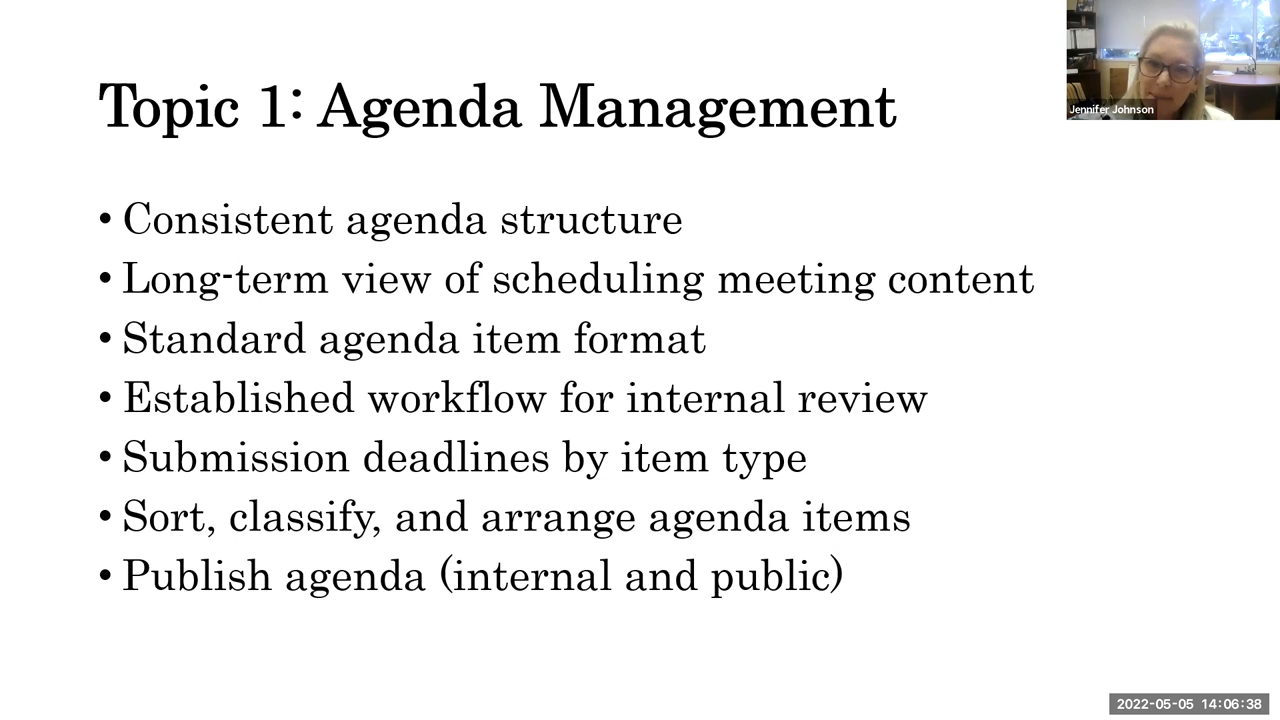 Topic 1: Agenda Management
Jennifer Johnson
• Consistent agenda structure
• Long-term view of scheduling meeting content
• Standard agenda item format
• Established workflow for internal review
• Submission deadlines by item type
• Sort, classify, and arrange agenda items
• Publish agenda (internal and public)
2022-05-05 14:06:38